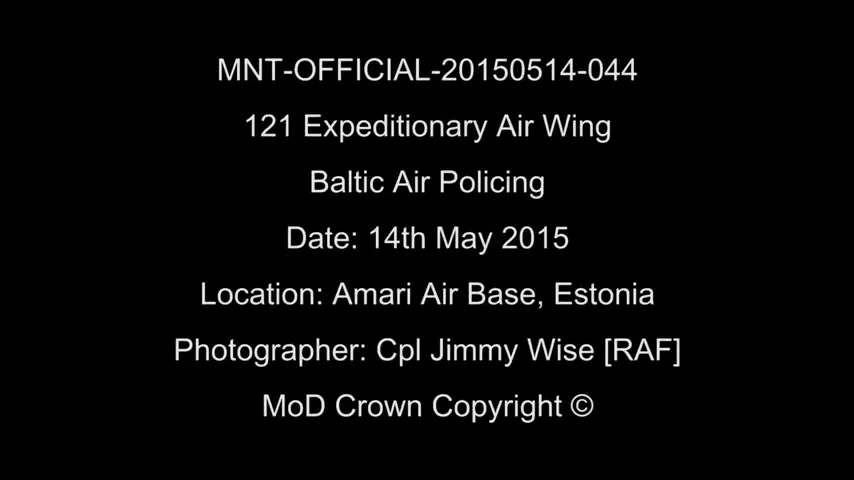 MNT-OFFICIAL-20150514-044
121 Expeditionary Air Wing
Baltic Air Policing
Date: 14th May 2015
Location: Amari Air Base, Estonia
Photographer: Cpl Jimmy Wise [RAF]
MoD Crown Copyright ©